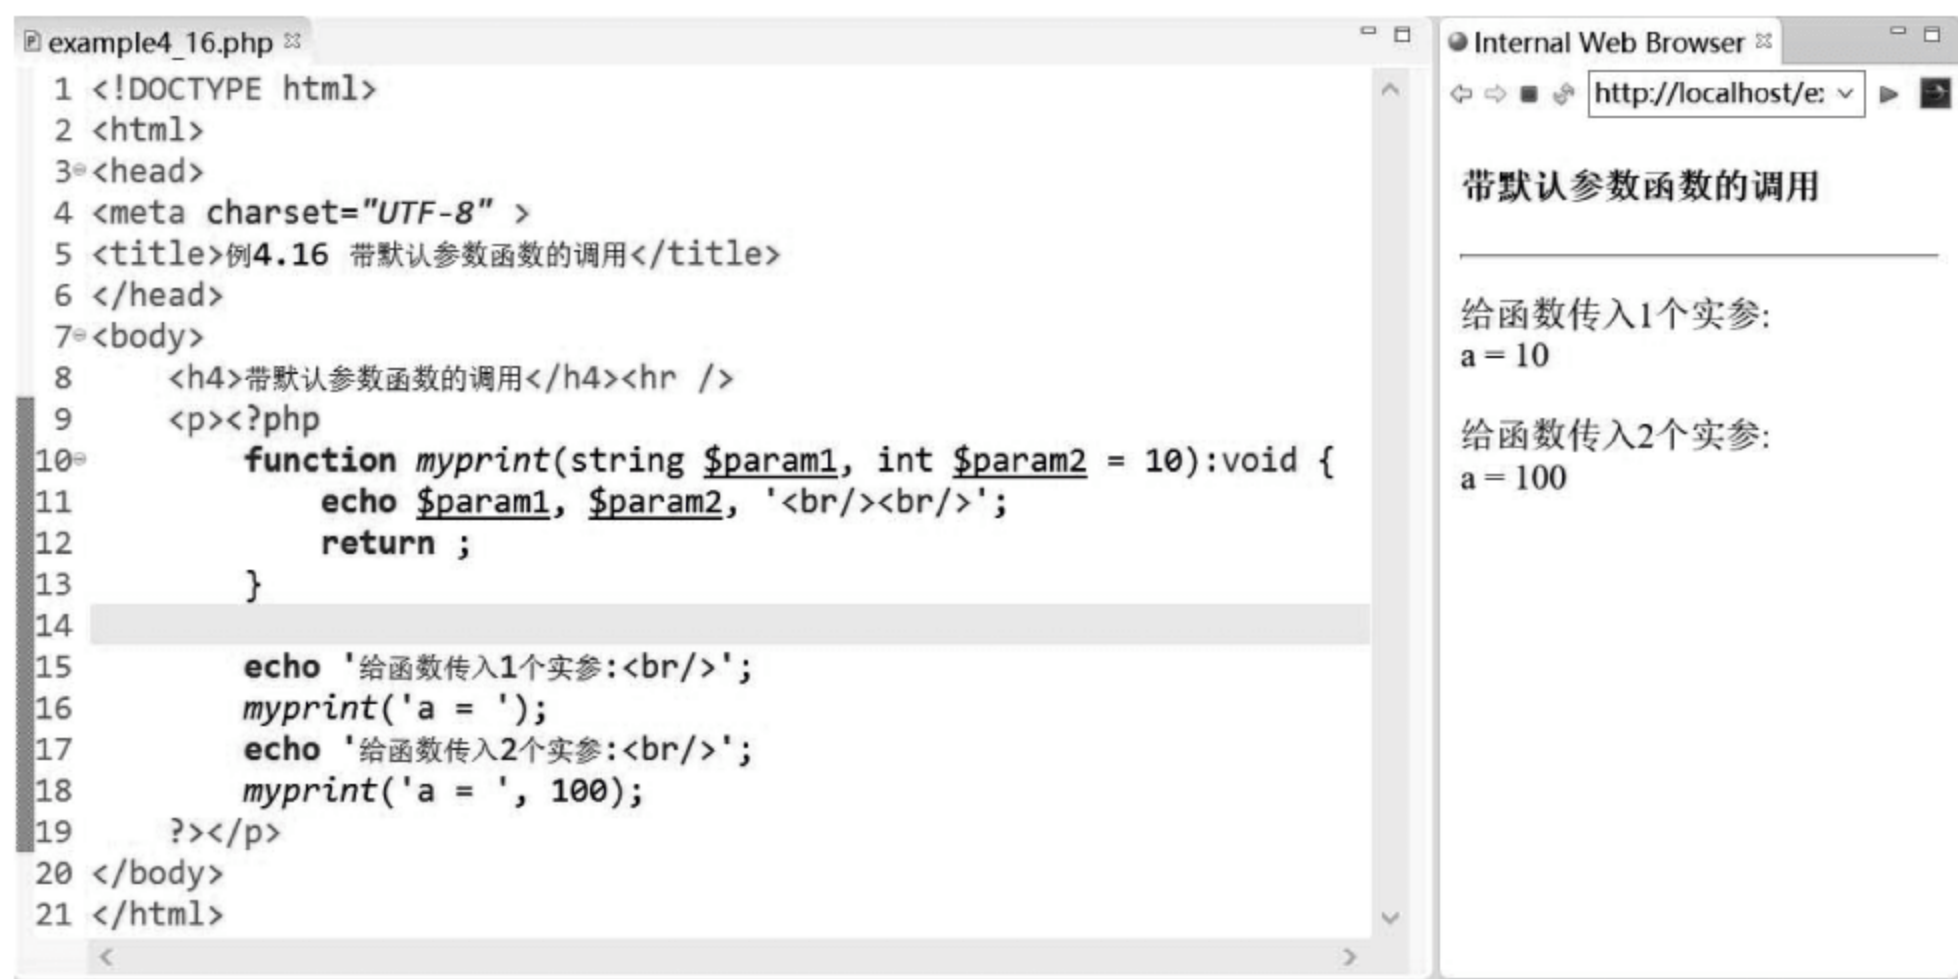 example4_16.php
1 <!DOCTYPE html>
2 <html>
3 <head>
4 <meta charset="UTF-8" >
5 <title>例4.16 带默认参数函数的调用</title>
6 </head>
7 <body>
8     <h4>带默认参数函数的调用</h4><hr />
9     <p><?php
10         function myprint(string $param1, int $param2 = 10):void {
11             echo $param1, $param2, '<br/><br/>';
12             return ;
13         }
14
15         echo '给函数传入1个实参:<br/>';
16         myprint('a = ');
17         echo '给函数传入2个实参:<br/>';
18         myprint('a = ', 100);
19     ?></p>
20 </body>
21 </html>
Internal Web Browser
http://localhost/e
带默认参数函数的调用
给函数传入1个实参:
a = 10
给函数传入2个实参:
a = 100